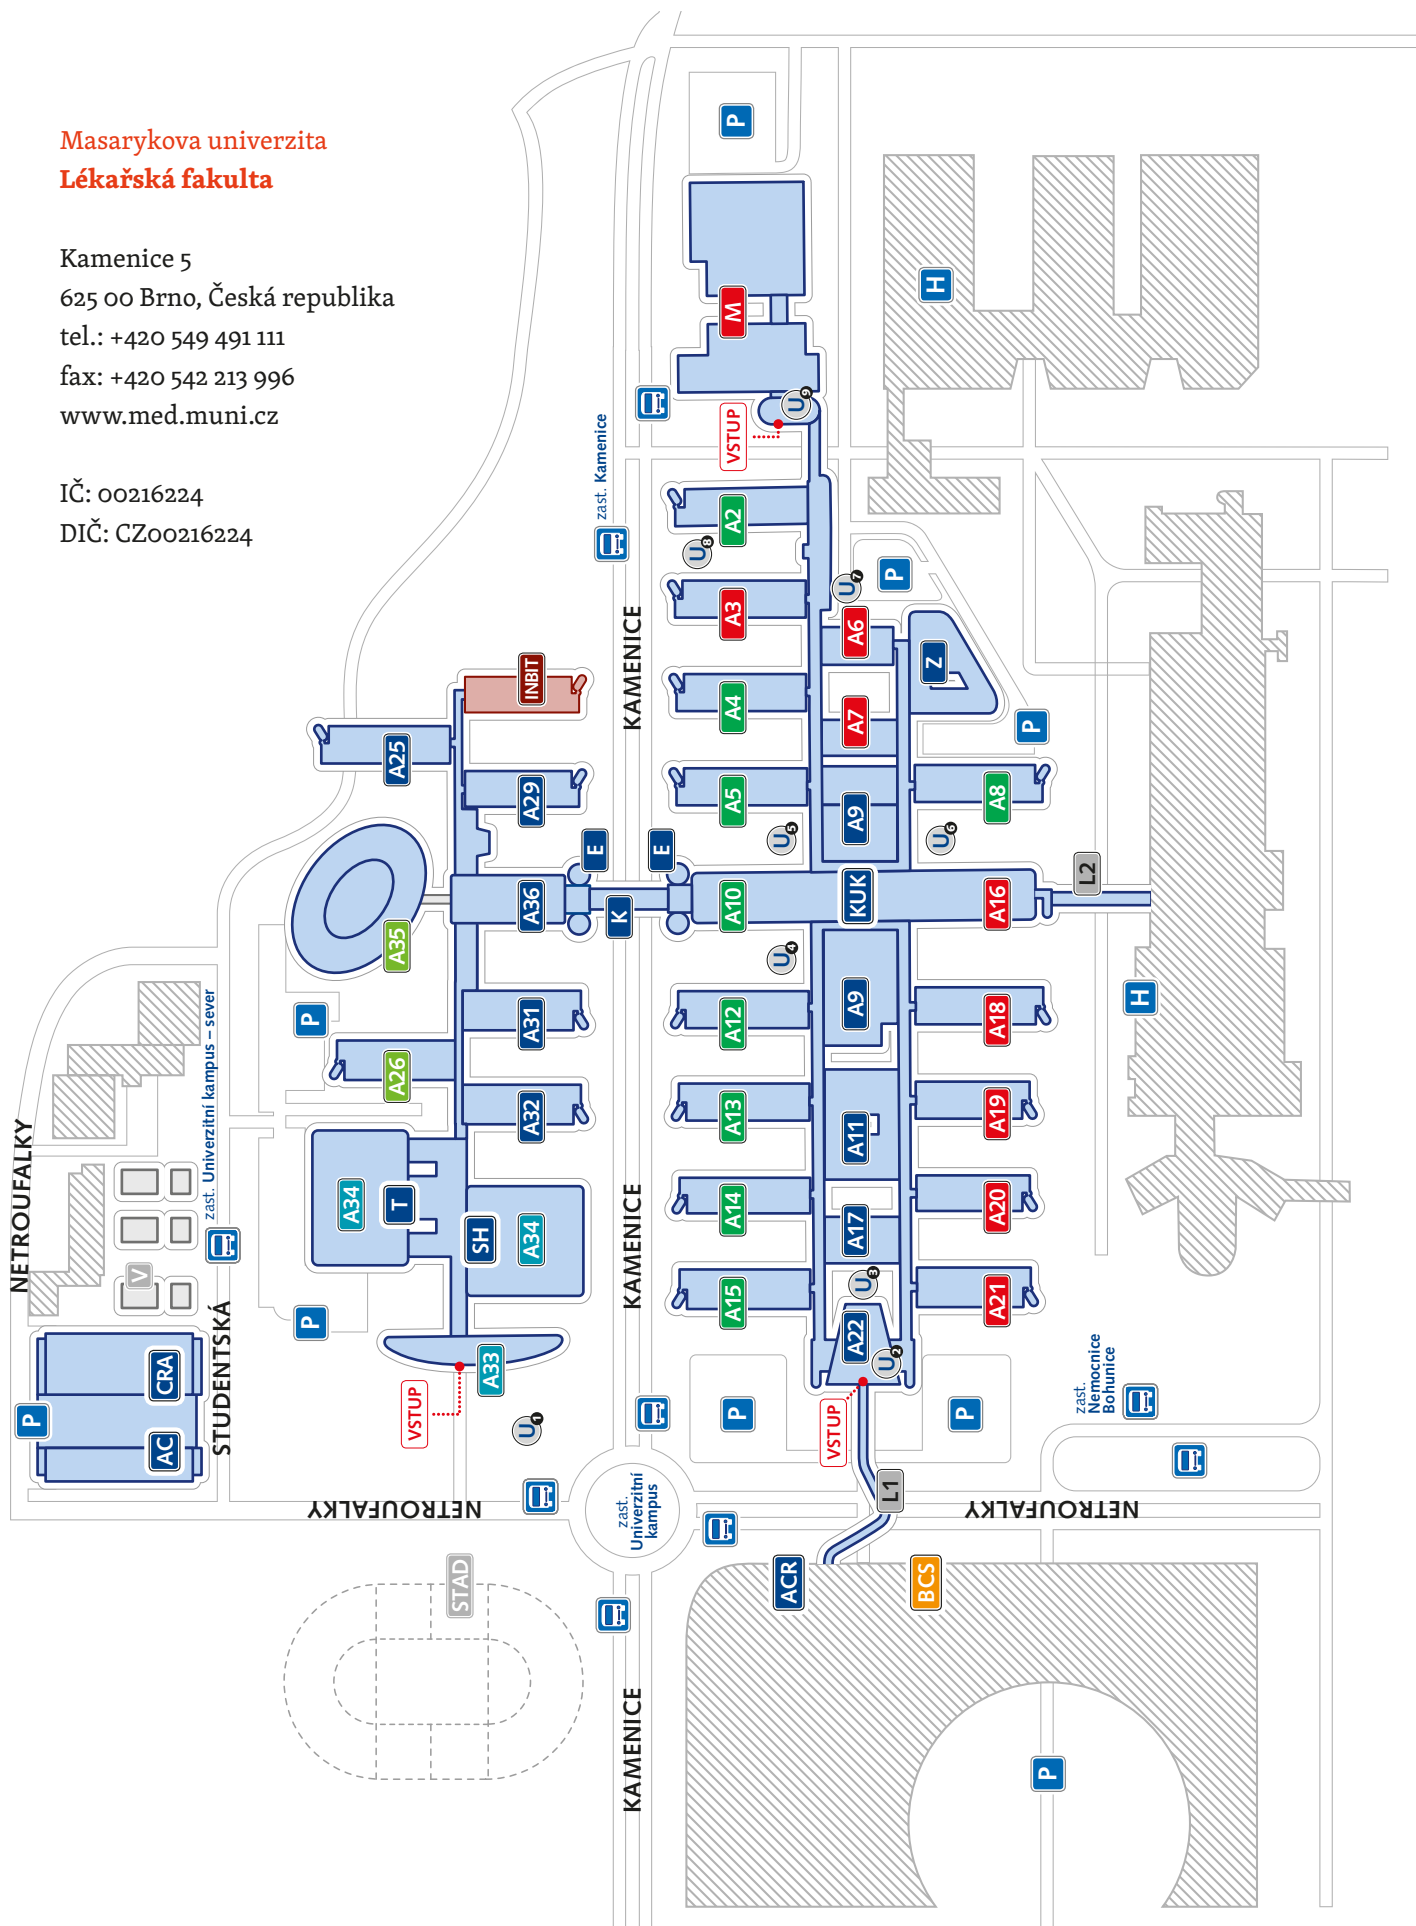 Masarykova univerzita
Lékařská fakulta
Kamenice 5
625 00 Brno, Česká republika
tel.: +420 549 491 111
fax: +420 542 213 996
www.med.muni.cz
IČ: 00216224
DIČ: CZ00216224
P
M
H
U9
VSTUP
zast. Kamenice
A2
U8
A3
U7
P
A6
KAMENICE
INBIT
A4
Z
A7
P
A25
A29
A5
A9
A8
U5
U6
E
E
L2
A36
K
A10
KUK
A16
A35
U4
P
A31
A12
A9
A18
H
zast. Univerzitní kampus – sever
A26
A32
A13
A11
A19
NETROUFALKY
A34
T
SH
A34
KAMENICE
A14
A17
A20
V
P
A15
U3
A21
STUDENTSKÁ
A33
A22
U2
CRA
P
AC
VSTUP
U1
P
VSTUP
P
zast.
Nemocnice
Bohunice
NETROUFALKY
zast.
Univerzitní
kampus
L1
NETROUFALKY
STAD
ACR
BCS
KAMENICE
P